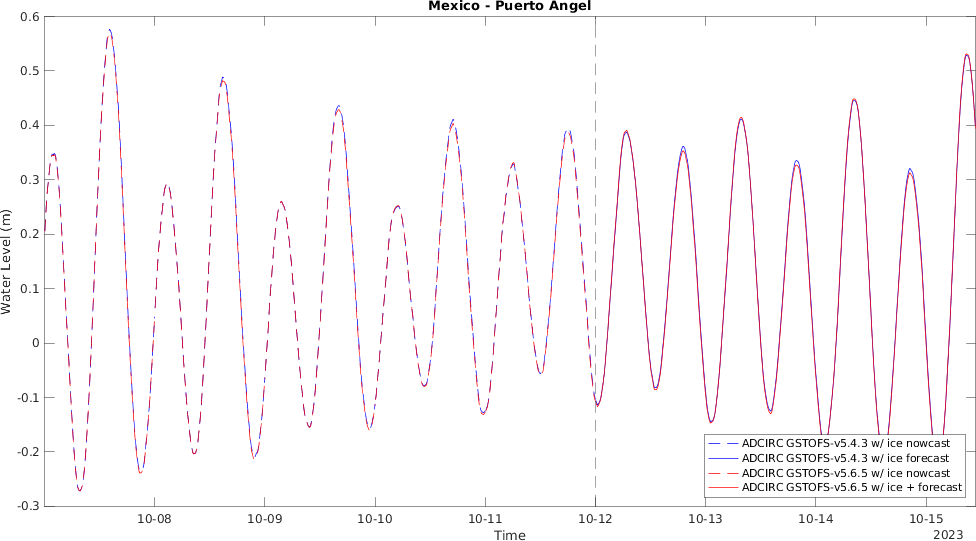 Mexico - Puerto Angel
Water Level (m)
0.6
0.5
0.4
0.3
0.2
0.1
0
-0.1
-0.2
-0.3
ADCIRC GSTOFS-v5.4.3 w/ ice nowcast
ADCIRC GSTOFS-v5.4.3 w/ ice forecast
ADCIRC GSTOFS-v5.6.5 w/ ice nowcast
ADCIRC GSTOFS-v5.6.5 w/ ice + forecast
10-08 10-09 10-10 10-11 10-12 10-13 10-14 10-15
Time
2023